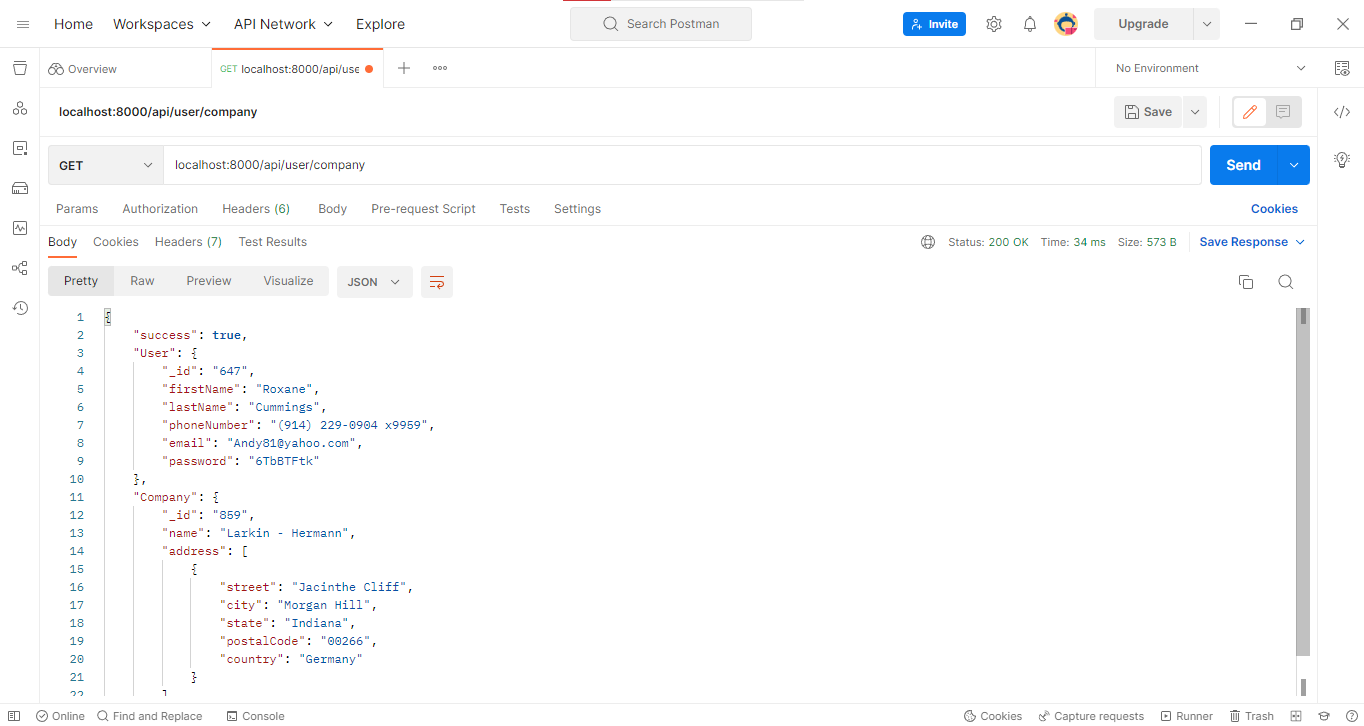 Home Workspaces API Network Explore Search Postman Invite Upgrade
Overview GET localhost:8000/api/use No Environment
localhost:8000/api/user/company Save
GET localhost:8000/api/user/company Send
Params Authorization Headers (6) Body Pre-request Script Tests Settings Cookies
Body Cookies Headers (7) Test Results Status: 200 OK Time: 34 ms Size: 573 B Save Response
Pretty Raw Preview Visualize JSON
1 {
2 "success": true,
3 "User": {
4 "_id": "647",
5 "firstName": "Roxane",
6 "lastName": "Cummings",
7 "phoneNumber": "(914) 229-0904 x9959",
8 "email": "Andy81@yahoo.com",
9 "password": "6TbBTFtk"
10 },
11 "Company": {
12 "_id": "859",
13 "name": "Larkin - Hermann",
14 "address": [
15 {
16 "street": "Jacinthe Cliff",
17 "city": "Morgan Hill",
18 "state": "Indiana",
19 "postalCode": "00266",
20 "country": "Germany"
21 }
22 ]
Online Find and Replace Console Cookies Capture requests Runner Trash